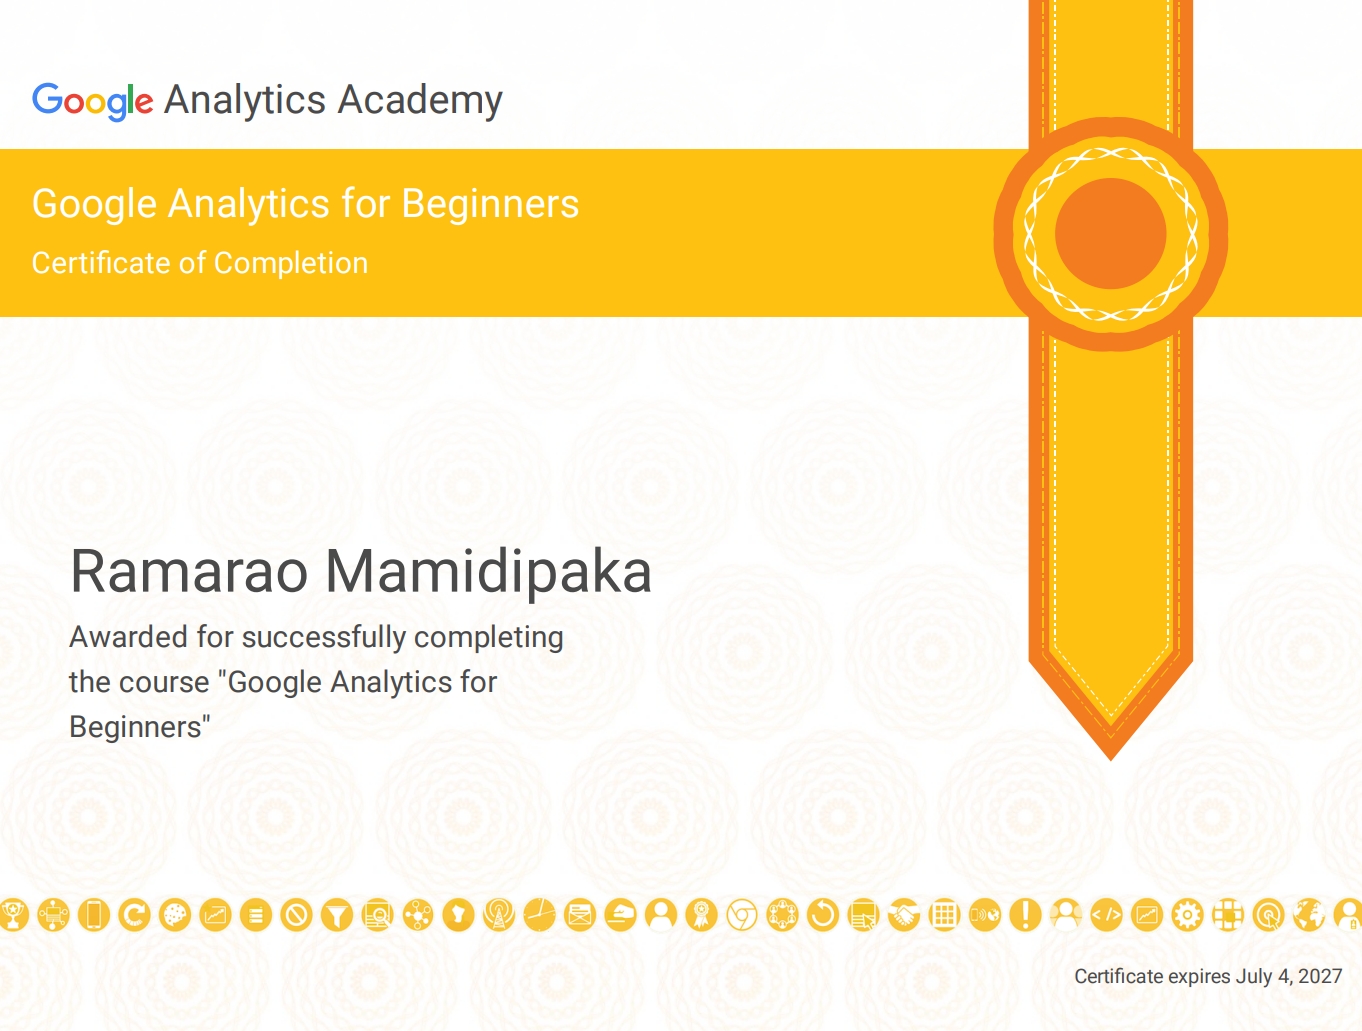 Google Analytics Academy
Google Analytics for Beginners
Certificate of Completion
Ramarao Mamidipaka
Awarded for successfully completing
the course "Google Analytics for
Beginners"
Certificate expires July 4, 2027